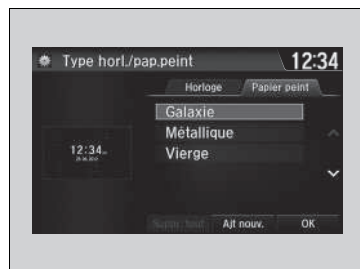 Type horl./pap.peint 12:34
Horloge Papier peint
Galaxie
Métallique
Vierge
12:34
Ajt nouv. OK